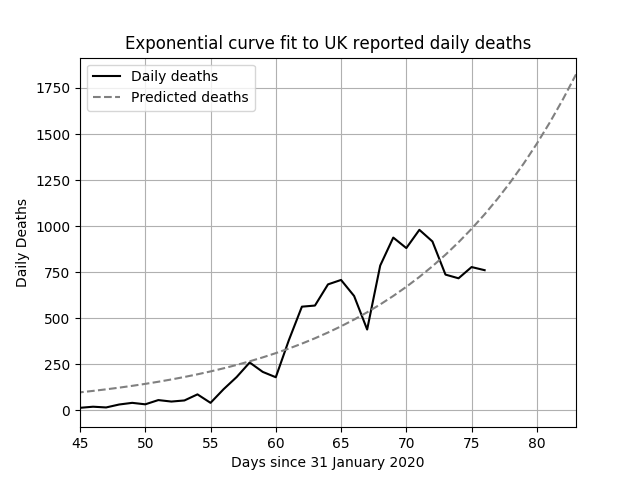 Exponential curve fit to UK reported daily deaths
Daily deaths
Predicted deaths
1750
1500
1250
1000
750
500
250
0
Daily Deaths
45 50 55 60 65 70 75 80
Days since 31 January 2020